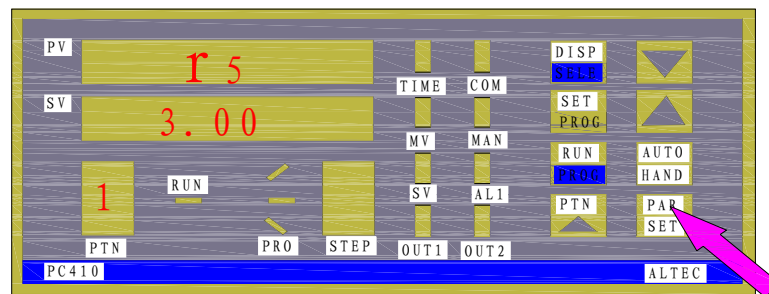 PV
r 5
TIME COM
DISP
SELE
SV
3.00
SET
PROG
MV MAN
RUN
PROG
AUTO
HAND
1
RUN
SV AL1
PTN
PAR
SET
PTN
PRO
STEP
OUT1 OUT2
PC410
ALTEC